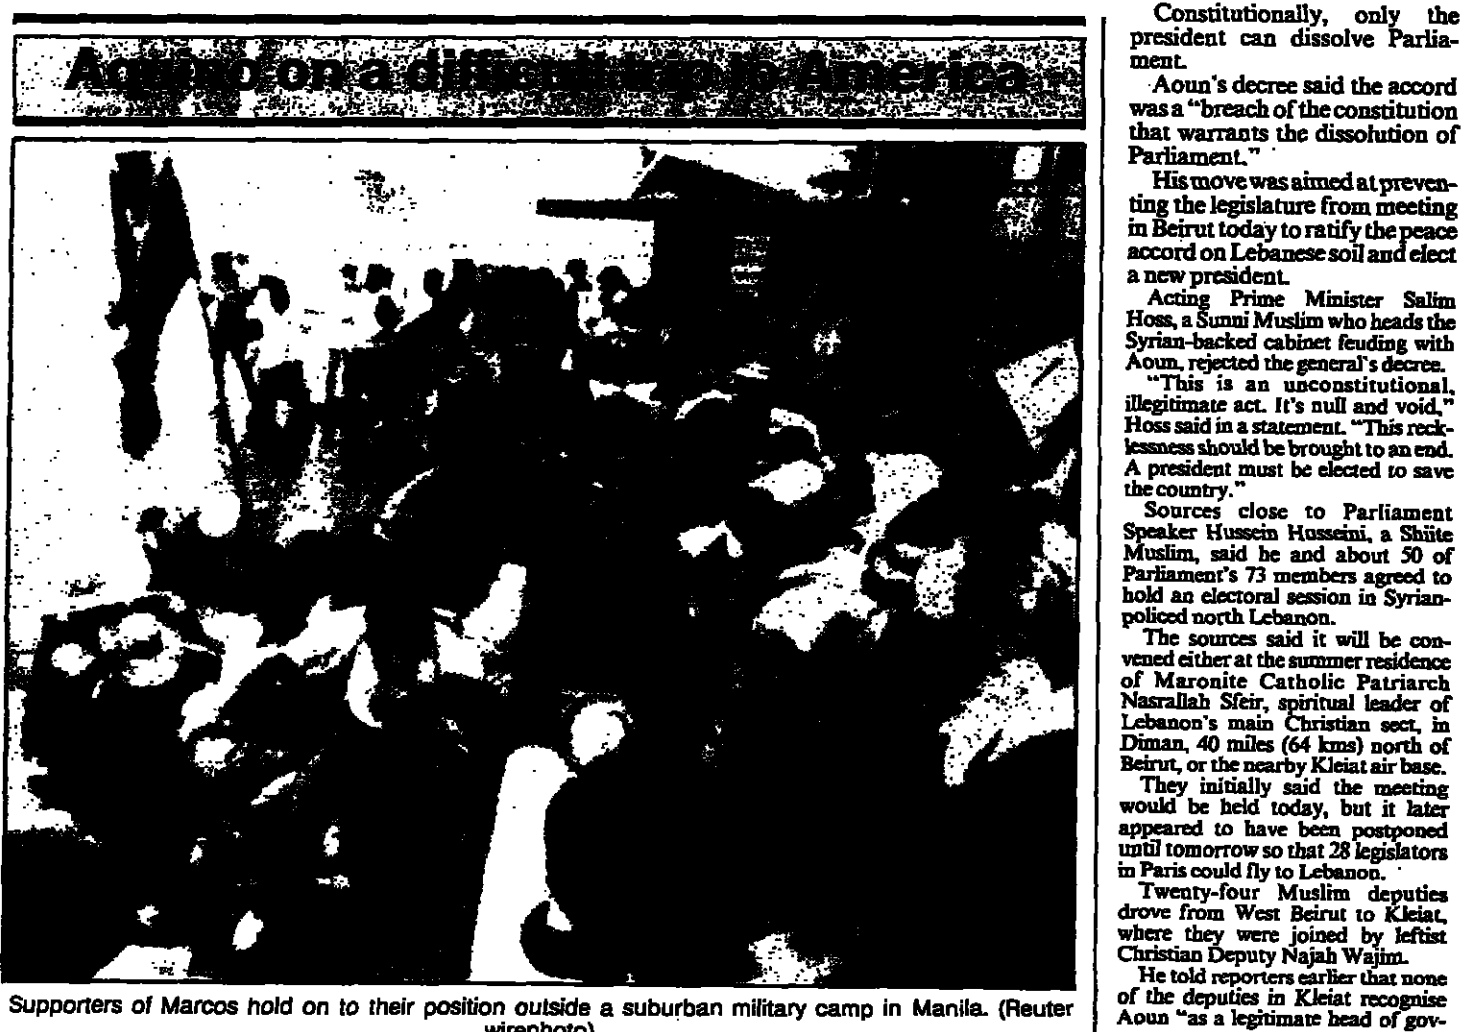 Aquino on a difficult trip to America
Supporters of Marcos hold on to their position outside a suburban military camp in Manila. (Reuter
wirephoto)
Constitutionally, only the
president can dissolve Parlia-
ment.
Aoun's decree said the accord
was a "breach of the constitution
that warrants the dissolution of
Parliament."
His move was aimed at preven-
ting the legislature from meeting
in Beirut today to ratify the peace
accord on Lebanese soil and elect
a new president.
Acting Prime Minister Salim
Hoss, a Sunni Muslim who heads the
Syrian-backed cabinet feuding with
Aoun, rejected the general's decree.
"This is an unconstitutional,
illegitimate act. It's null and void,"
Hoss said in a statement. "This reck-
lessness should be brought to an end.
A president must be elected to save
the country."
Sources close to Parliament
Speaker Hussein Husseini, a Shiite
Muslim, said he and about 50 of
Parliament's 73 members agreed to
hold an electoral session in Syrian-
policed north Lebanon.
The sources said it will be con-
vened either at the summer residence
of Maronite Catholic Patriarch
Nasrallah Sfeir, spiritual leader of
Lebanon's main Christian sect, in
Diman, 40 miles (64 kms) north of
Beirut, or the nearby Kleiat air base.
They initially said the meeting
would be held today, but it later
appeared to have been postponed
until tomorrow so that 28 legislators
in Paris could fly to Lebanon.
Twenty-four Muslim deputies
drove from West Beirut to Kleiat,
where they were joined by leftist
Christian Deputy Najah Wajim.
He told reporters earlier that none
of the deputies in Kleiat recognise
Aoun "as a legitimate head of gov-